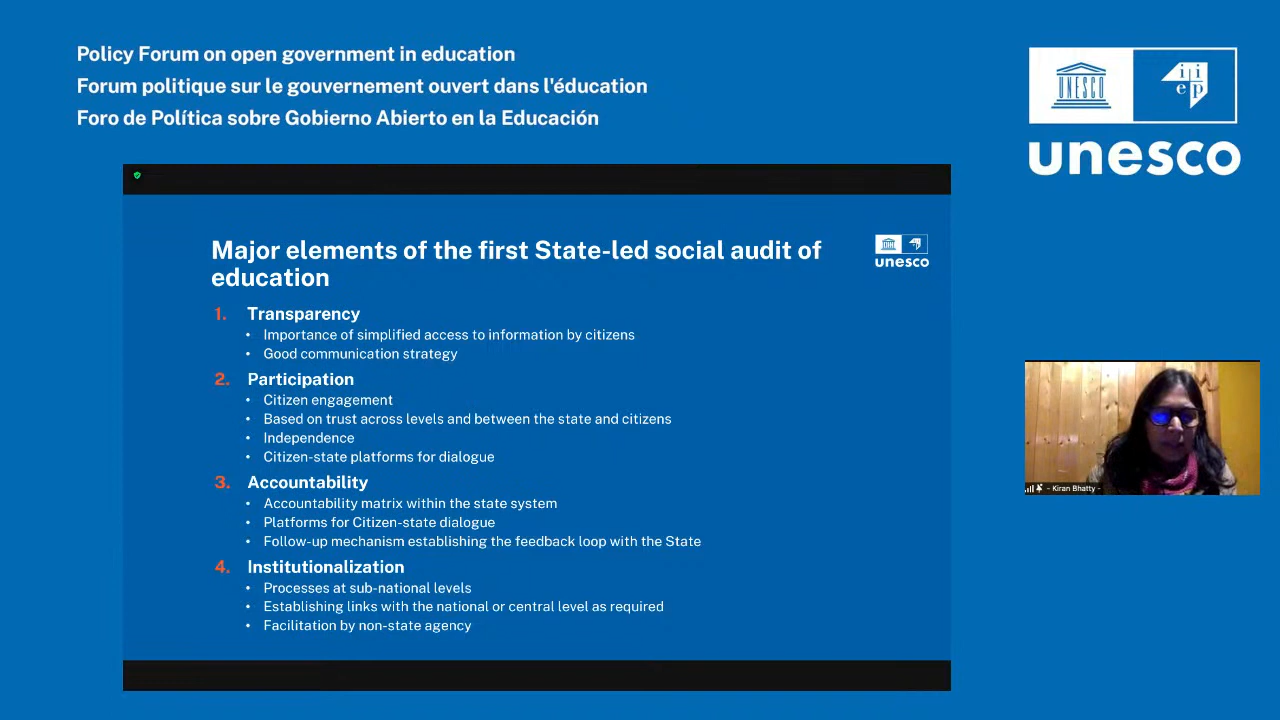 Policy Forum on open government in education
Forum politique sur le gouvernement ouvert dans l'éducation
Foro de Política sobre Gobierno Abierto en la Educación
UNESCO
iiep
unesco
Major elements of the first State-led social audit of
education
unesco
1. Transparency
• Importance of simplified access to information by citizens
• Good communication strategy
2. Participation
• Citizen engagement
• Based on trust across levels and between the state and citizens
• Independence
• Citizen-state platforms for dialogue
3. Accountability
• Accountability matrix within the state system
• Platforms for Citizen-state dialogue
• Follow-up mechanism establishing the feedback loop with the State
4. Institutionalization
• Processes at sub-national levels
• Establishing links with the national or central level as required
• Facilitation by non-state agency
- Kiran Bhatty -